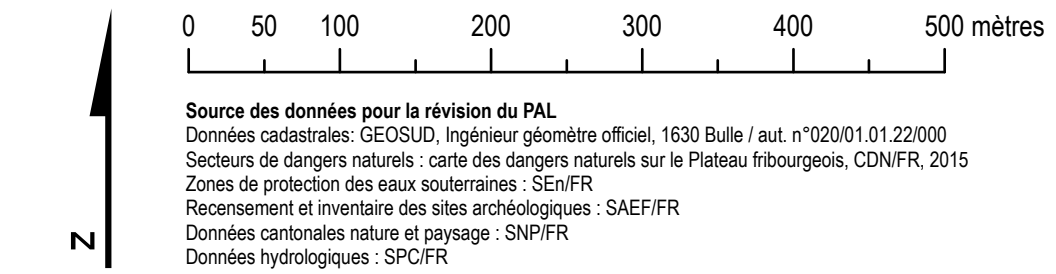 0 50 100 200 300 400 500 mètres
Source des données pour la révision du PAL
Données cadastrales: GEOSUD, Ingénieur géomètre officiel, 1630 Bulle / aut. n°020/01.01.22/000
Secteurs de dangers naturels : carte des dangers naturels sur le Plateau fribourgeois, CDN/FR, 2015
Zones de protection des eaux souterraines : SEn/FR
Recensement et inventaire des sites archéologiques : SAEF/FR
Données cantonales nature et paysage : SNP/FR
Données hydrologiques : SPC/FR
N